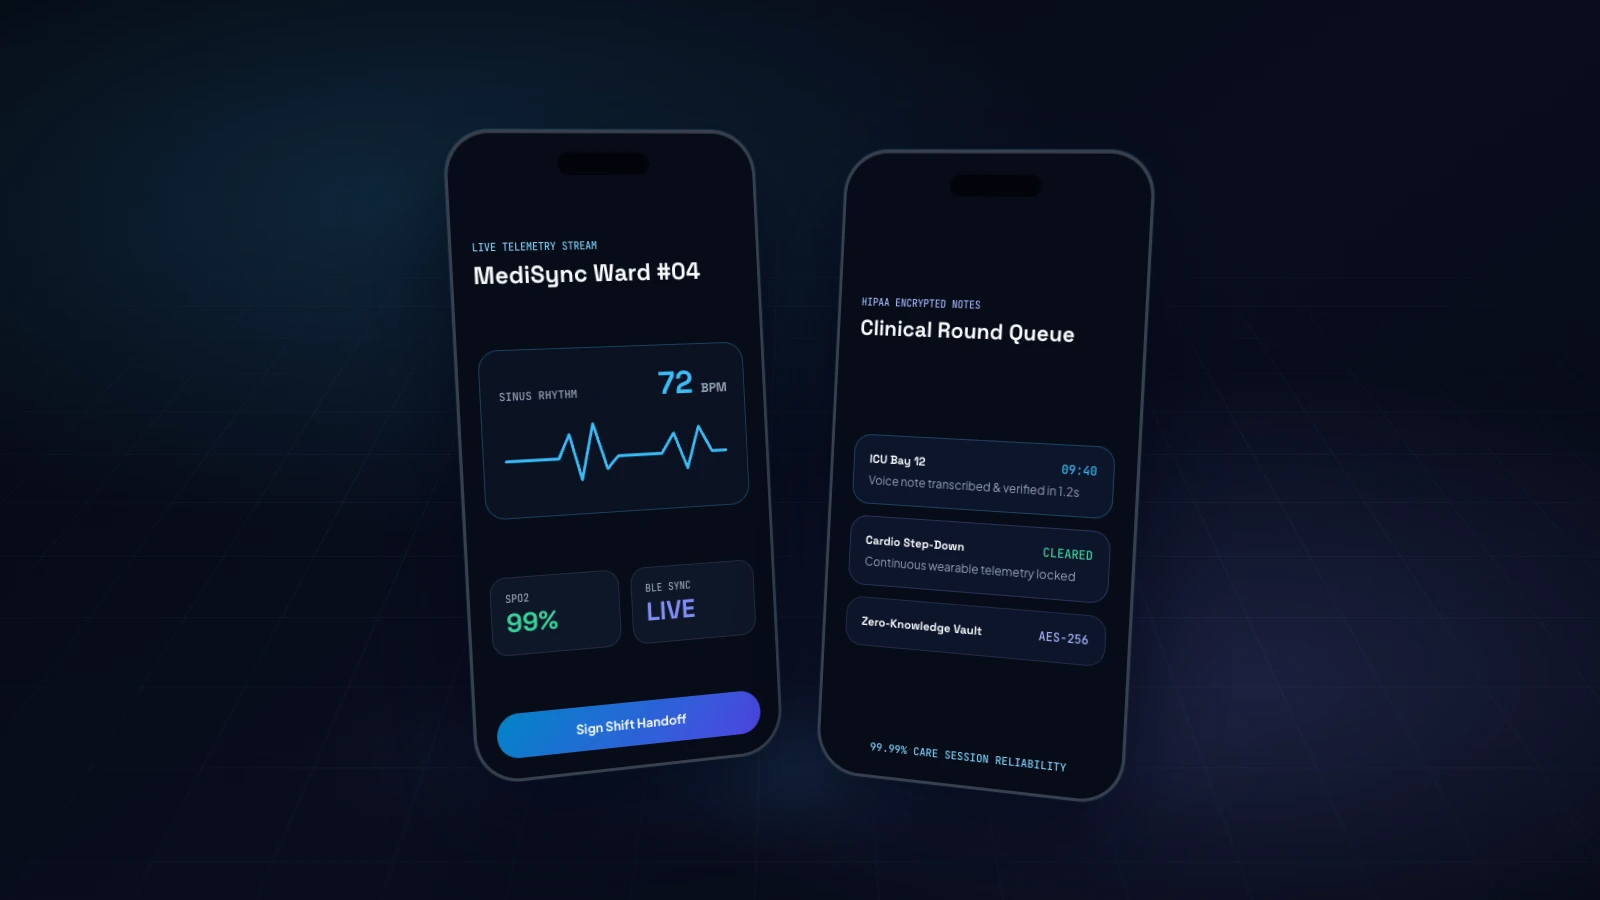 LIVE TELEMETRY STREAM
MediSync Ward #04
SINUS RHYTHM
72 BPM
SPO2
99%
BLE SYNC
LIVE
Sign Shift Handoff
HIPAA ENCRYPTED NOTES
Clinical Round Queue
ICU Bay 12
09:40
Voice note transcribed & verified in 1.2s
Cardio Step-Down
CLEARED
Continuous wearable telemetry locked
Zero-Knowledge Vault
AES-256
99.99% CARE SESSION RELIABILITY